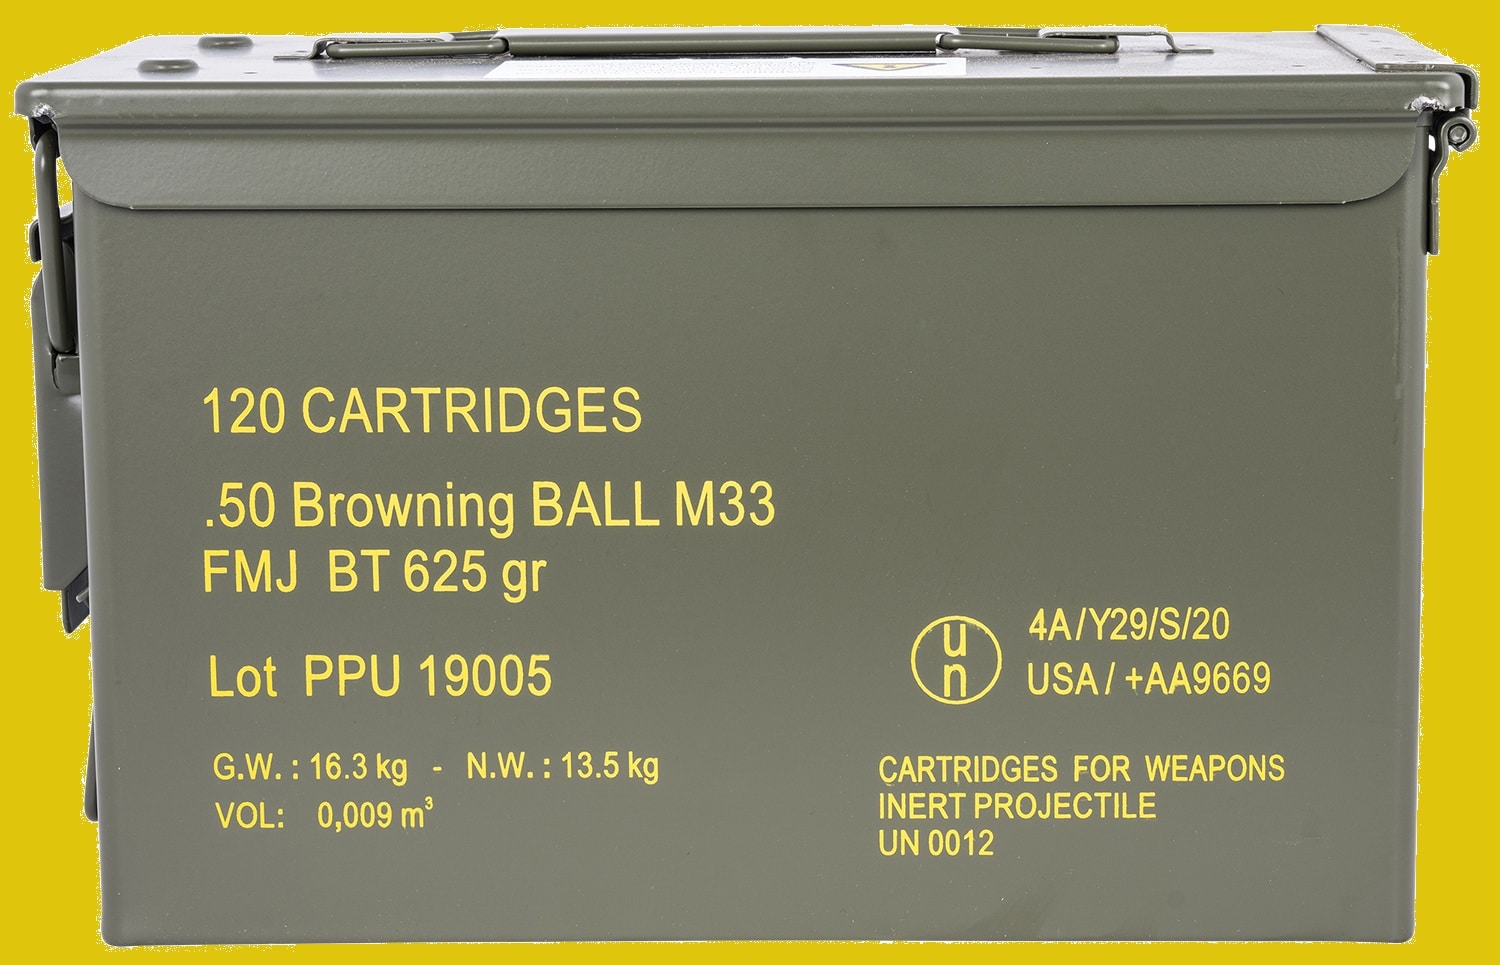 120 CARTRIDGES
.50 Browning BALL M33
FMJ BT 625 gr
Lot PPU 19005
G.W. : 16.3 kg - N.W. : 13.5 kg
VOL: 0,009 m³
un
4A/Y29/S/20
USA / +AA9669
CARTRIDGES FOR WEAPONS
INERT PROJECTILE
UN 0012